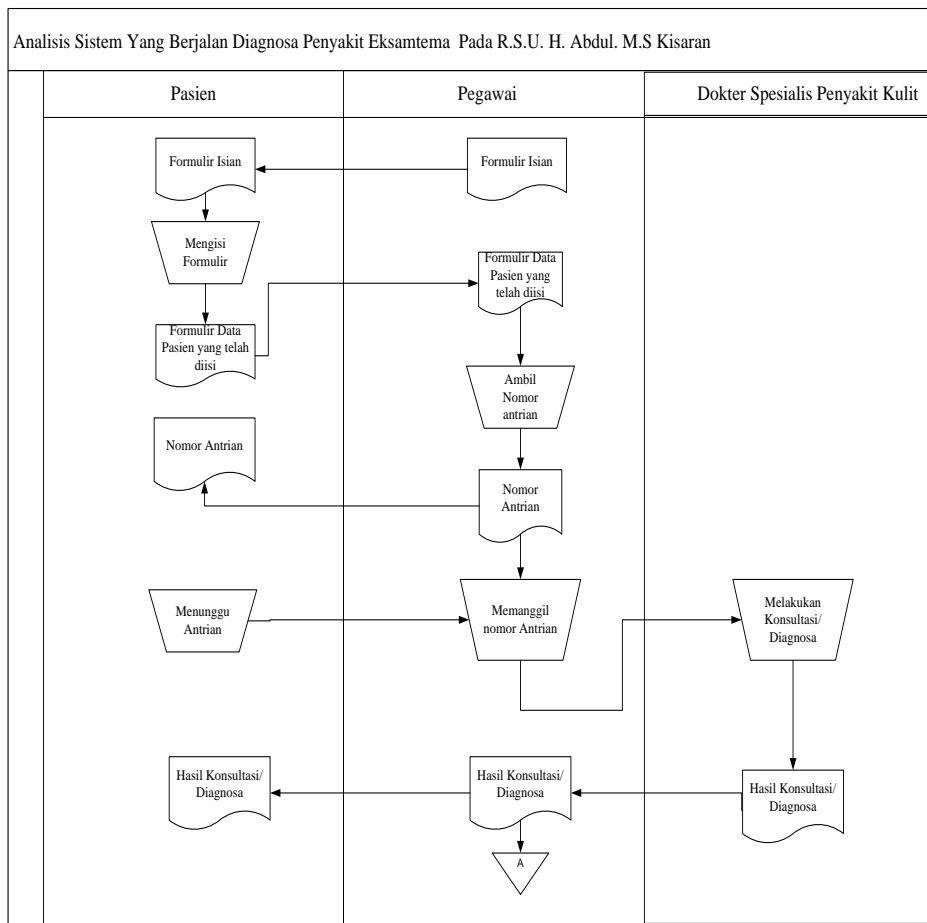 Analisis Sistem Yang Berjalan Diagnosa Penyakit Eksamtema Pada R.S.U. H. Abdul. M.S Kisaran
Pasien
Pegawai
Dokter Spesialis Penyakit Kulit
Formulir Isian
Formulir Isian
Mengisi
Formulir
Formulir Data
Pasien yang
telah diisi
Formulir Data
Pasien yang telah
diisi
Ambil
Nomor
antrian
Nomor Antrian
Nomor
Antrian
Menunggu
Antrian
Memanggil
nomor Antrian
Melakukan
Konsultasi/
Diagnosa
Hasil Konsultasi/
Diagnosa
Hasil Konsultasi/
Diagnosa
Hasil Konsultasi/
Diagnosa
A